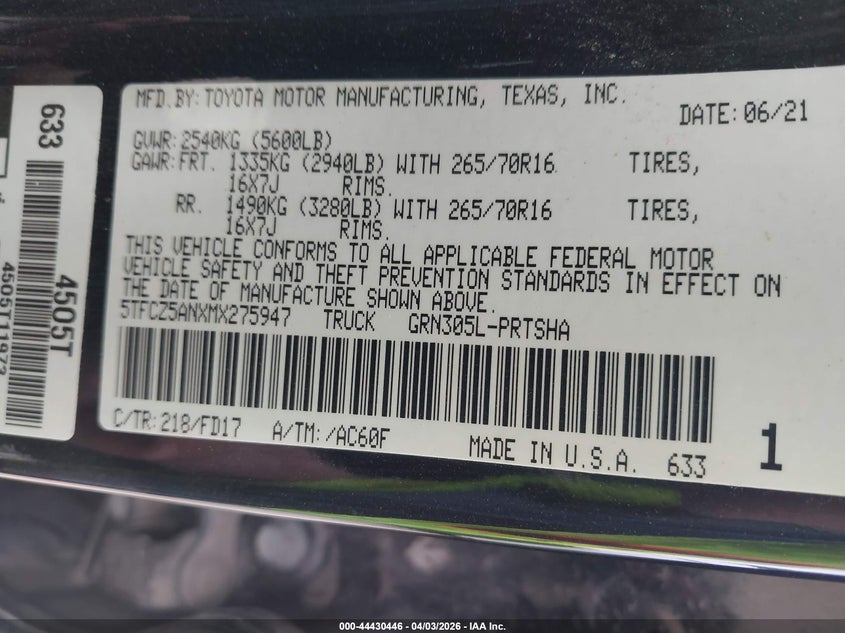 MFD.BY:TOYOTA MOTOR MANUFACTURING, TEXAS, INC.
DATE:06/21
GVWR:2540KG (5600LB)
GAWR:FRT. 1335KG (2940LB) WITH 265/70R16 TIRES,
16X7J RIMS.
RR. 1490KG (3280LB) WITH 265/70R16 TIRES,
16X7J RIMS.
THIS VEHICLE CONFORMS TO ALL APPLICABLE FEDERAL MOTOR
VEHICLE SAFETY AND THEFT PREVENTION STANDARDS IN EFFECT ON
THE DATE OF MANUFACTURE SHOWN ABOVE.
5TFCZ5ANXMX275947 TRUCK GRN305L-PRTSHA
C/TR:218/FD17 A/TM:/AC60F MADE IN U.S.A. 633
1
633
4505T
4505T11973
000-44430446 - 04/03/2026 - IAA Inc.